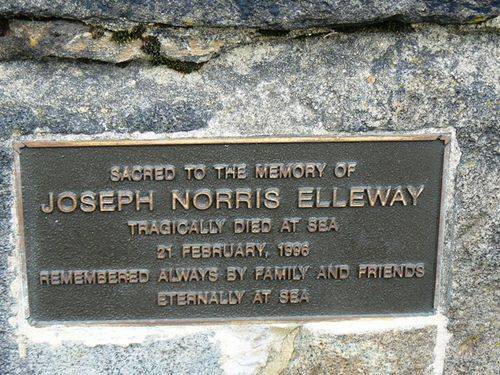 SACRED TO THE MEMORY OF
JOSEPH NORRIS ELLEWAY
TRAGICALLY DIED AT SEA
21 FEBRUARY, 1996
REMEMBERED ALWAYS BY FAMILY AND FRIENDS
ETERNALLY AT SEA